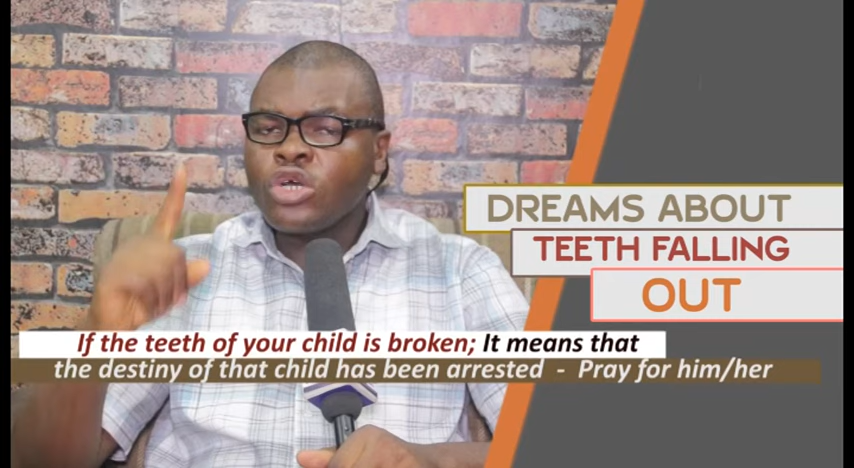 DREAMS ABOUT
TEETH FALLING
OUT
If the teeth of your child is broken; It means that
the destiny of that child has been arrested - Pray for him/her